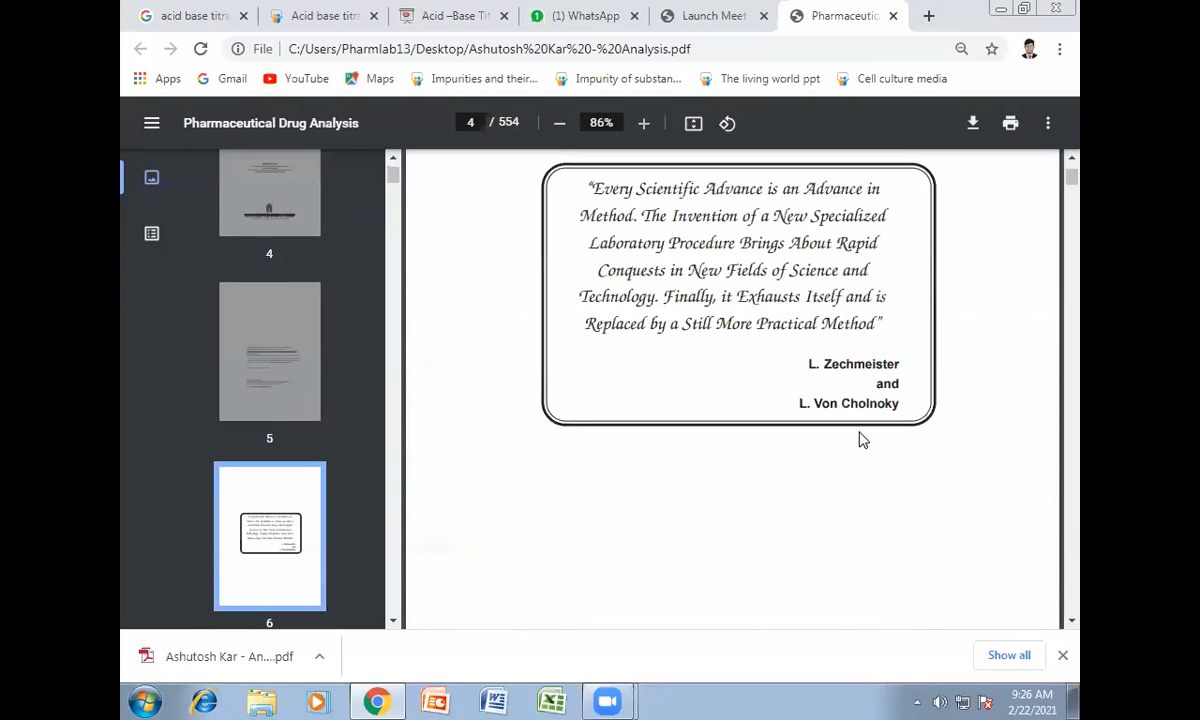 acid base titra
Acid base titra
Acid –Base Tit
(1) WhatsApp
Launch Meet
Pharmaceutic
File C:/Users/Pharmlab13/Desktop/Ashutosh%20Kar%20-%20Analysis.pdf
Apps Gmail YouTube Maps Impurities and their... Impurity of substan... The living world ppt Cell culture media
Pharmaceutical Drug Analysis 4 / 554 86%
4
5
6
“Every Scientific Advance is an Advance in
Method. The Invention of a New Specialized
Laboratory Procedure Brings About Rapid
Conquests in New Fields of Science and
Technology. Finally, it Exhausts Itself and is
Replaced by a Still More Practical Method”
L. Zechmeister
and
L. Von Cholnoky
Ashutosh Kar - An....pdf Show all
9:26 AM
2/22/2021